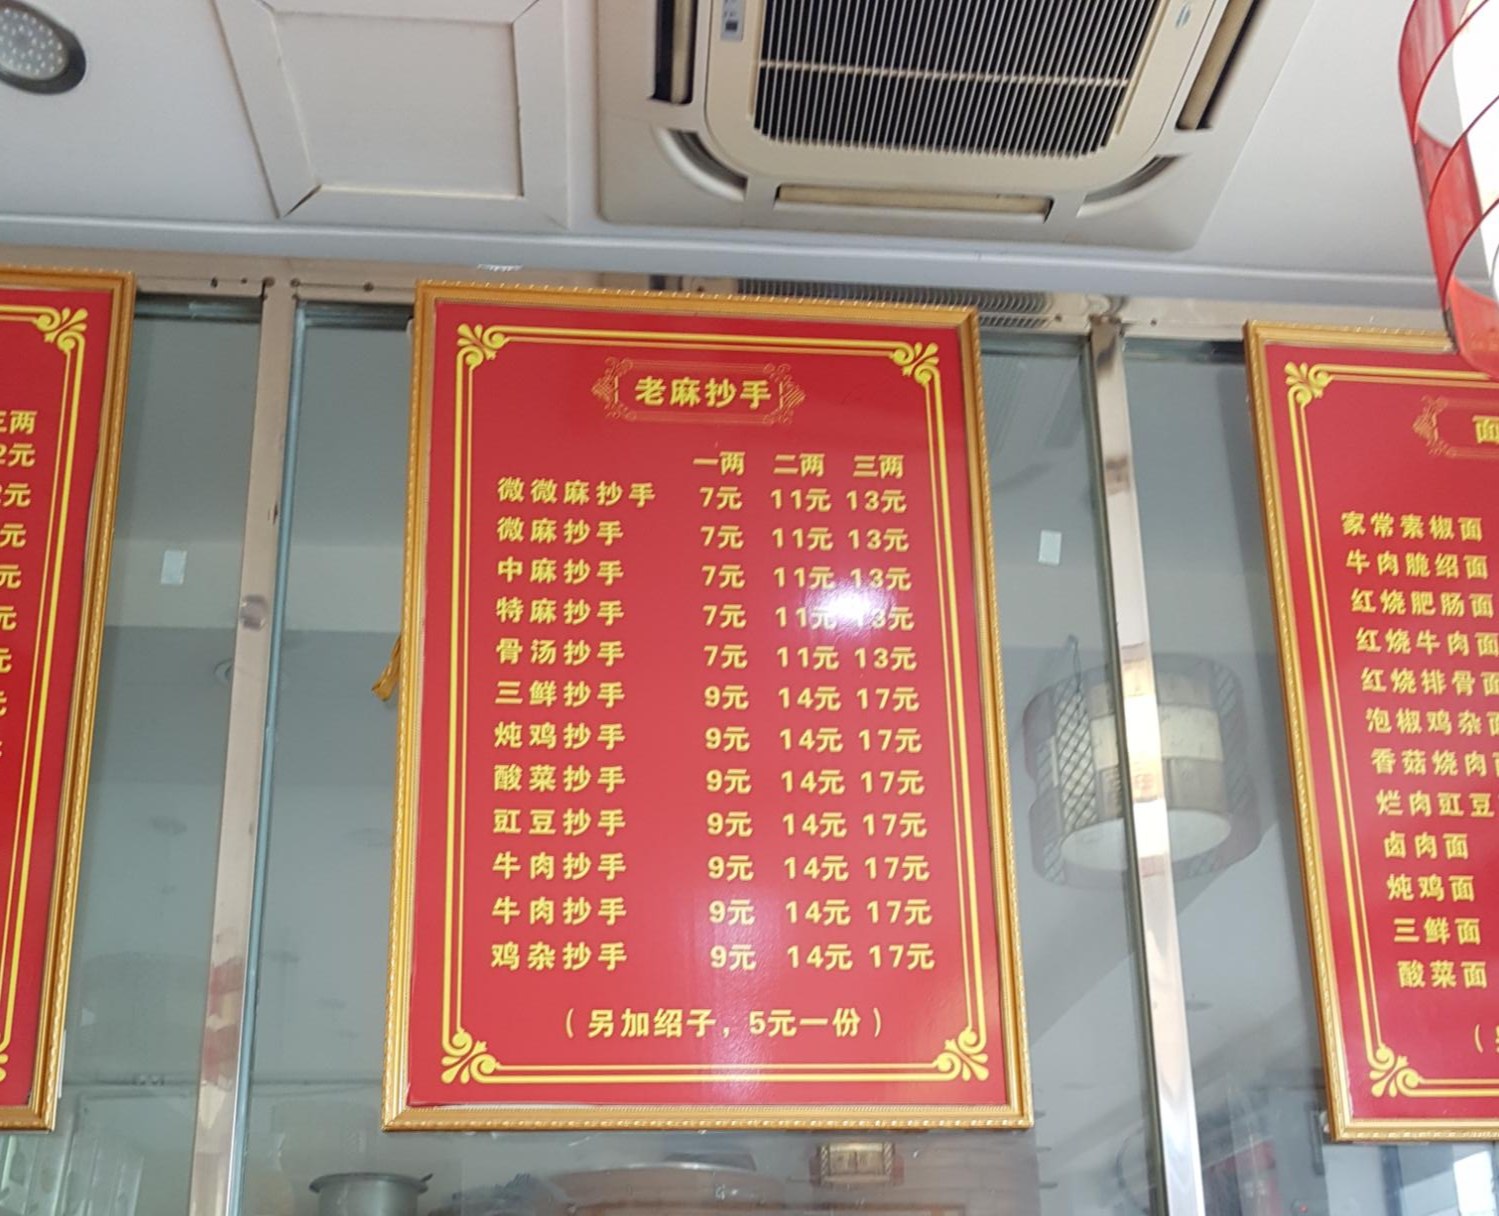 三两
2元
元
元
元
元
老麻抄手
一两 二两 三两
微微麻抄手 7元 11元 13元
微麻抄手 7元 11元 13元
中麻抄手 7元 11元 13元
特麻抄手 7元 11元 13元
骨汤抄手 7元 11元 13元
三鲜抄手 9元 14元 17元
炖鸡抄手 9元 14元 17元
酸菜抄手 9元 14元 17元
豇豆抄手 9元 14元 17元
牛肉抄手 9元 14元 17元
牛肉抄手 9元 14元 17元
鸡杂抄手 9元 14元 17元
（另加绍子，5元一份）
面
家常素椒面
牛肉脆绍面
红烧肥肠面
红烧牛肉面
红烧排骨面
泡椒鸡杂面
香菇烧肉面
烂肉豇豆
卤肉面
炖鸡面
三鲜面
酸菜面